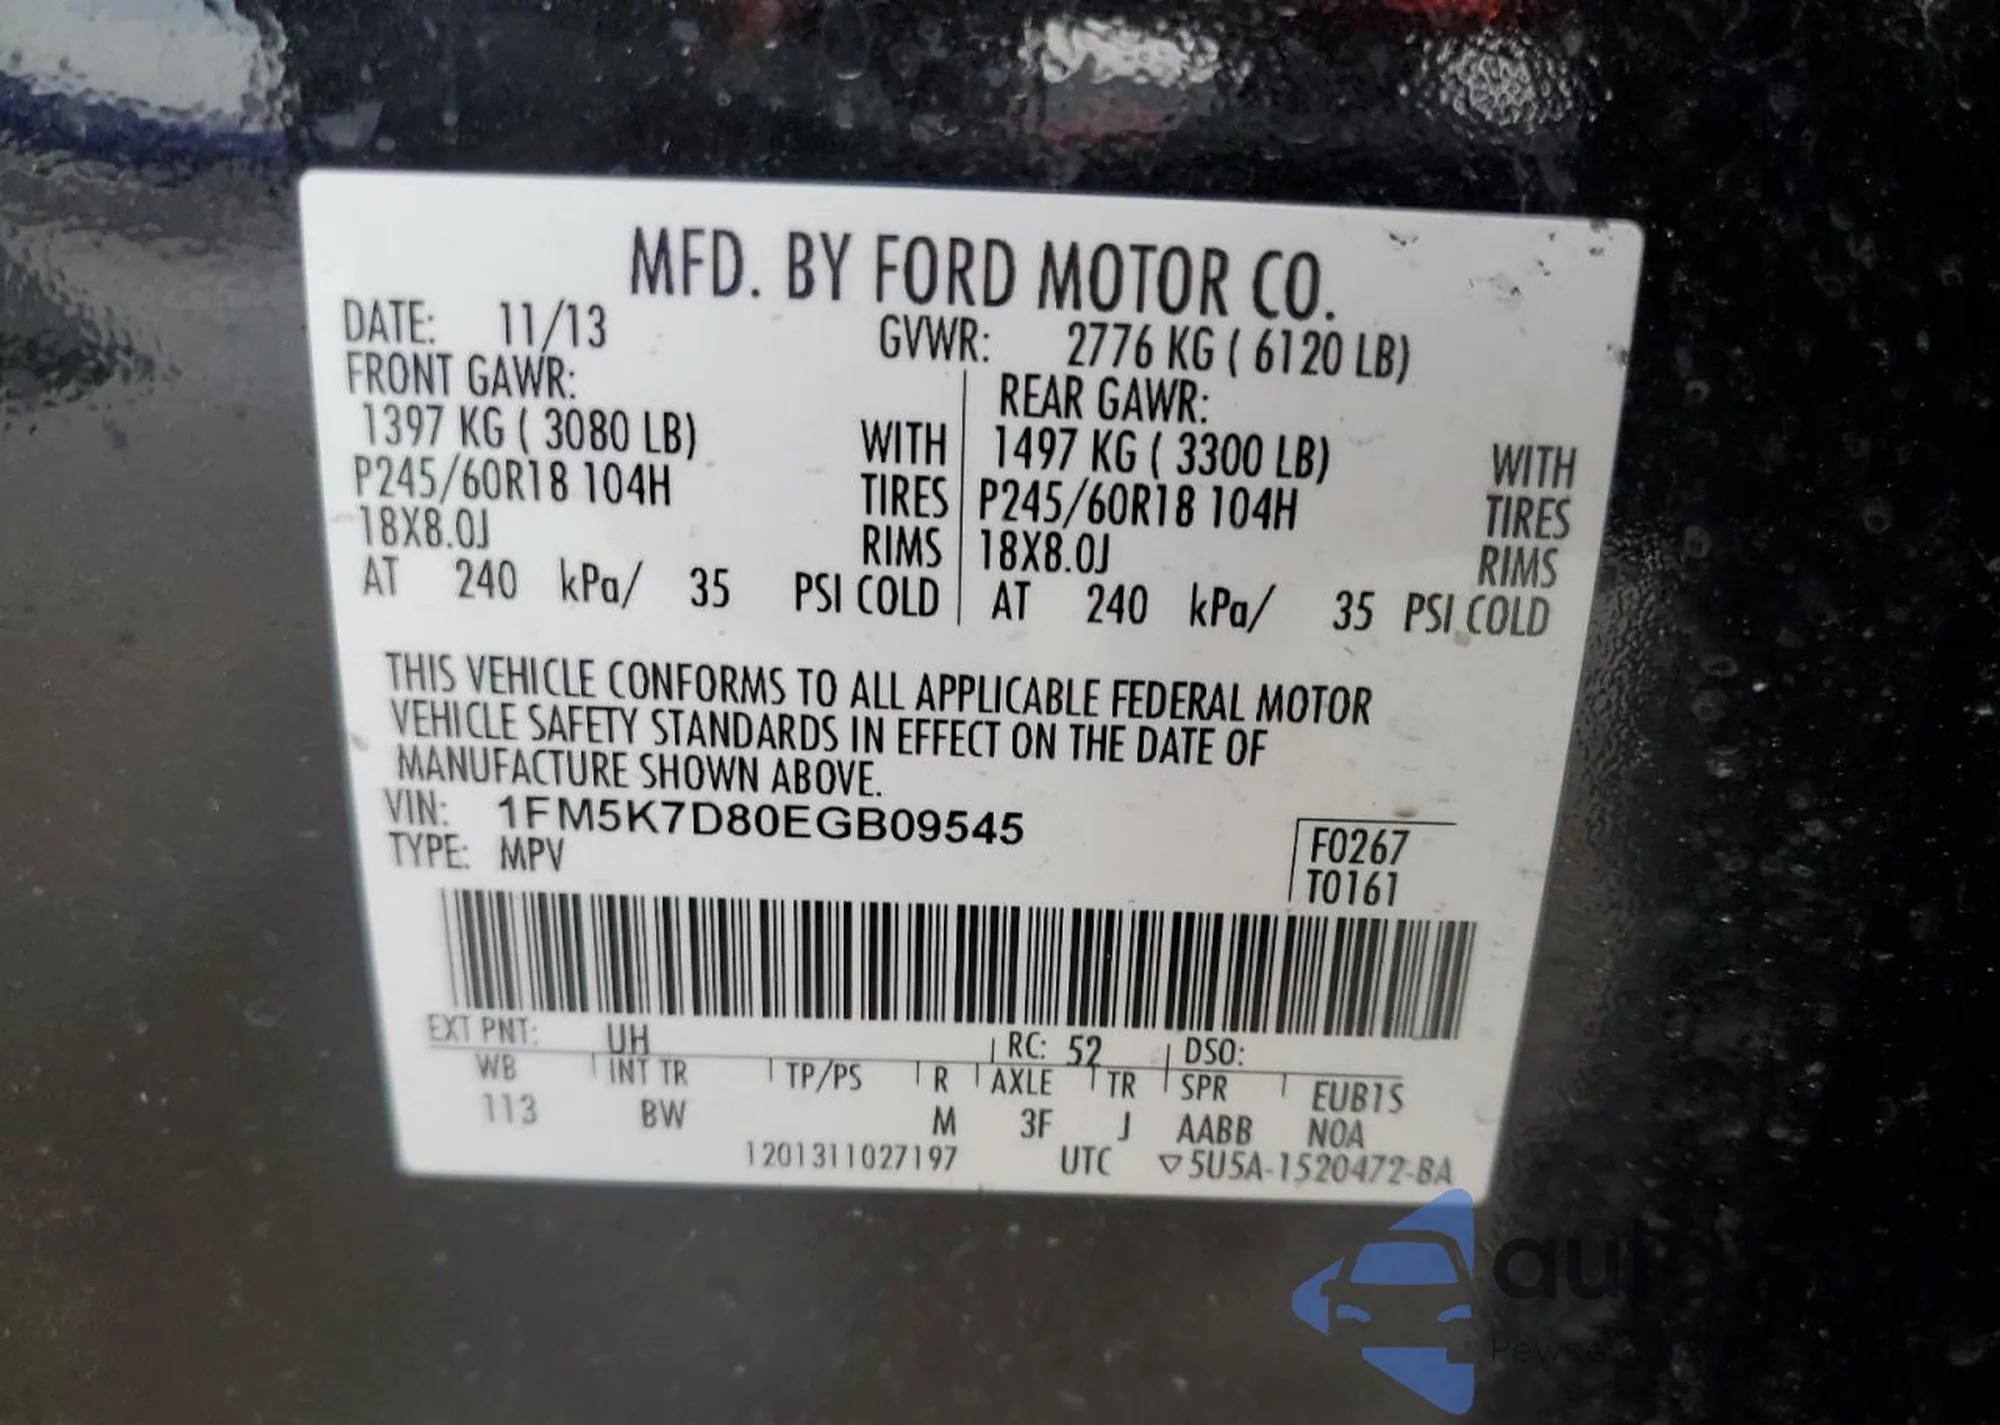 MFD. BY FORD MOTOR CO.
DATE: 11/13 GVWR: 2776 KG ( 6120 LB)
FRONT GAWR: REAR GAWR:
1397 KG ( 3080 LB) WITH 1497 KG ( 3300 LB) WITH
P245/60R18 104H TIRES P245/60R18 104H TIRES
18X8.0J RIMS 18X8.0J RIMS
AT 240 kPa/ 35 PSI COLD AT 240 kPa/ 35 PSI COLD
THIS VEHICLE CONFORMS TO ALL APPLICABLE FEDERAL MOTOR
VEHICLE SAFETY STANDARDS IN EFFECT ON THE DATE OF
MANUFACTURE SHOWN ABOVE.
VIN: 1FM5K7D80EGB09545
TYPE: MPV
F0267
T0161
EXT PNT: UH RC: 52 DSO:
WB INT TR TP/PS R AXLE TR SPR EUB1S
113 BW M 3F J AABB NOA
1201311027197 UTC ▽5U5A-1520472-BA